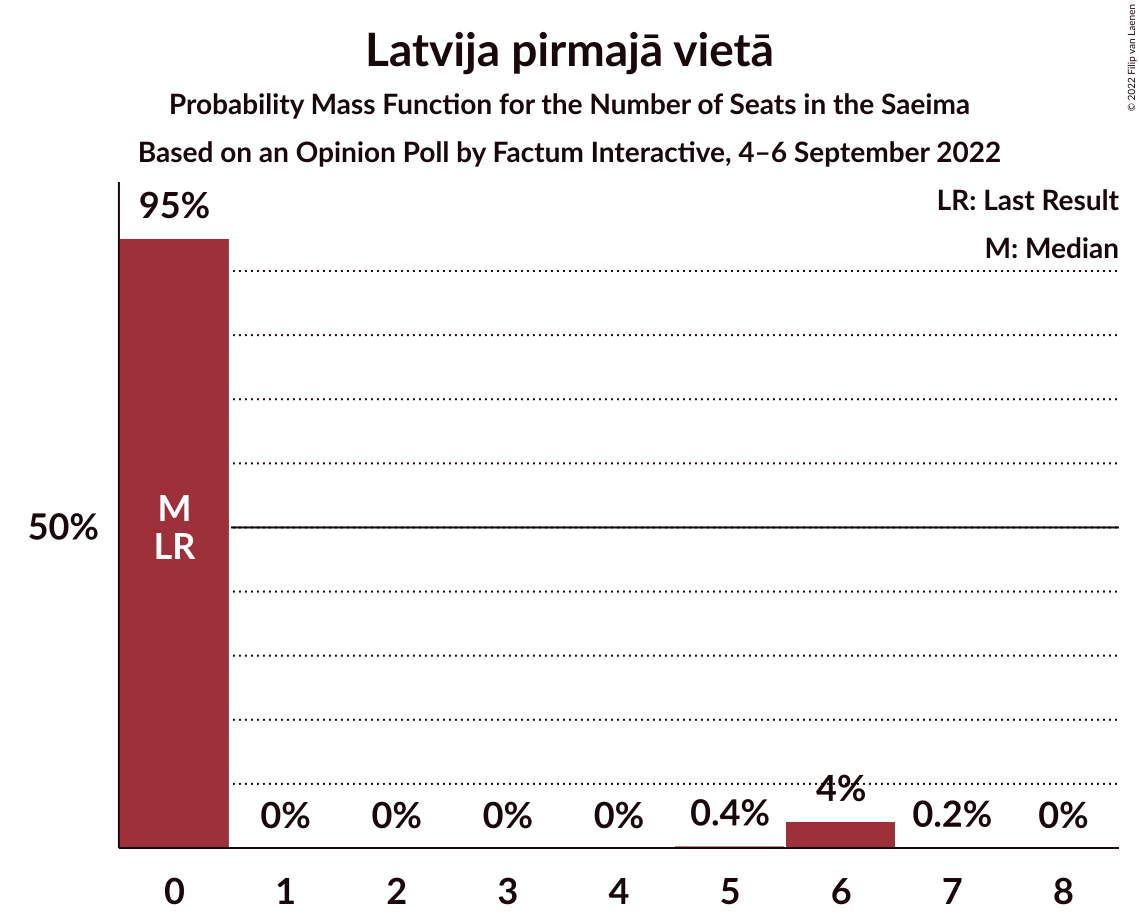 Latvija pirmajā vietā
Probability Mass Function for the Number of Seats in the Saeima
Based on an Opinion Poll by Factum Interactive, 4–6 September 2022
© 2022 Filip van Laenen
LR: Last Result
M: Median
95%
M
LR
50%
0% 0% 0% 0% 0.4% 4% 0.2% 0%
0 1 2 3 4 5 6 7 8